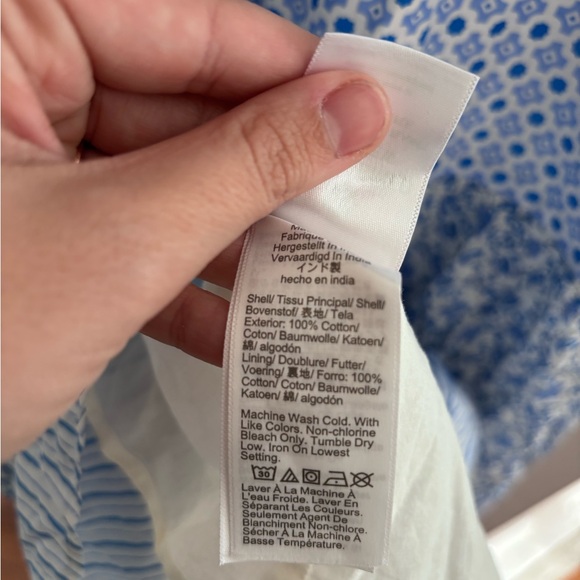 Fabriqué
Hergestellt In In
Vervaardigd In India
インド製
hecho en india
Shell/ Tissu Principal/ Shell/
Bovenstof/ 表地/ Tela
Exterior: 100% Cotton/
Coton/ Baumwolle/ Katoen/
綿/ algodón
Lining/ Doublure/ Futter/
Voering/ 裏地/ Forro: 100%
Cotton/ Coton/ Baumwolle/
Katoen/ 綿/ algodón
Machine Wash Cold. With
Like Colors. Non-chlorine
Bleach Only. Tumble Dry
Low. Iron On Lowest
Setting.
30
Laver À La Machine À
L'eau Froide. Laver En
Séparant Les Couleurs.
Seulement Agent De
Blanchiment Non-chlore.
Sécher À La Machine À
Basse Température.